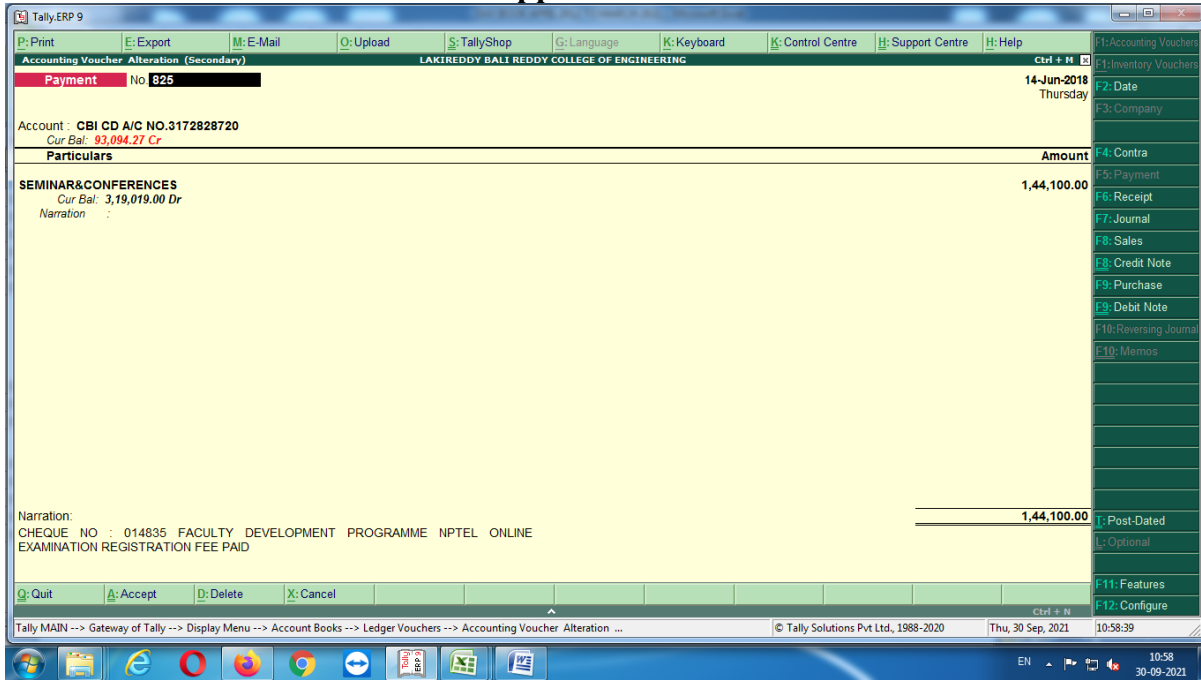 Tally.ERP 9
P: Print E: Export M: E-Mail O: Upload S: TallyShop G: Language K: Keyboard K: Control Centre H: Support Centre H: Help F1: Accounting Vouchers
Accounting Voucher Alteration (Secondary) LAKIREDDY BALI REDDY COLLEGE OF ENGINEERING Ctrl + M
F1: Inventory Vouchers
Payment No. 825 14-Jun-2018
F2: Date
Thursday
F3: Company
Account : CBI CD A/C NO.3172828720
Cur Bal: 93,094.27 Cr
Particulars Amount
F4: Contra
F5: Payment
SEMINAR&CONFERENCES 1,44,100.00
Cur Bal: 3,19,019.00 Dr
F6: Receipt
Narration :
F7: Journal
F8: Sales
F8: Credit Note
F9: Purchase
F9: Debit Note
F10: Reversing Journal
F10: Memos
Narration: 1,44,100.00
T: Post-Dated
CHEQUE NO : 014835 FACULTY DEVELOPMENT PROGRAMME NPTEL ONLINE
EXAMINATION REGISTRATION FEE PAID
L: Optional
F11: Features
Q: Quit A: Accept D: Delete X: Cancel
F12: Configure
Ctrl + N
Tally MAIN --> Gateway of Tally --> Display Menu --> Account Books --> Ledger Vouchers --> Accounting Voucher Alteration ... © Tally Solutions Pvt Ltd., 1988-2020 Thu, 30 Sep, 2021 10:58:39
EN 10:58
30-09-2021